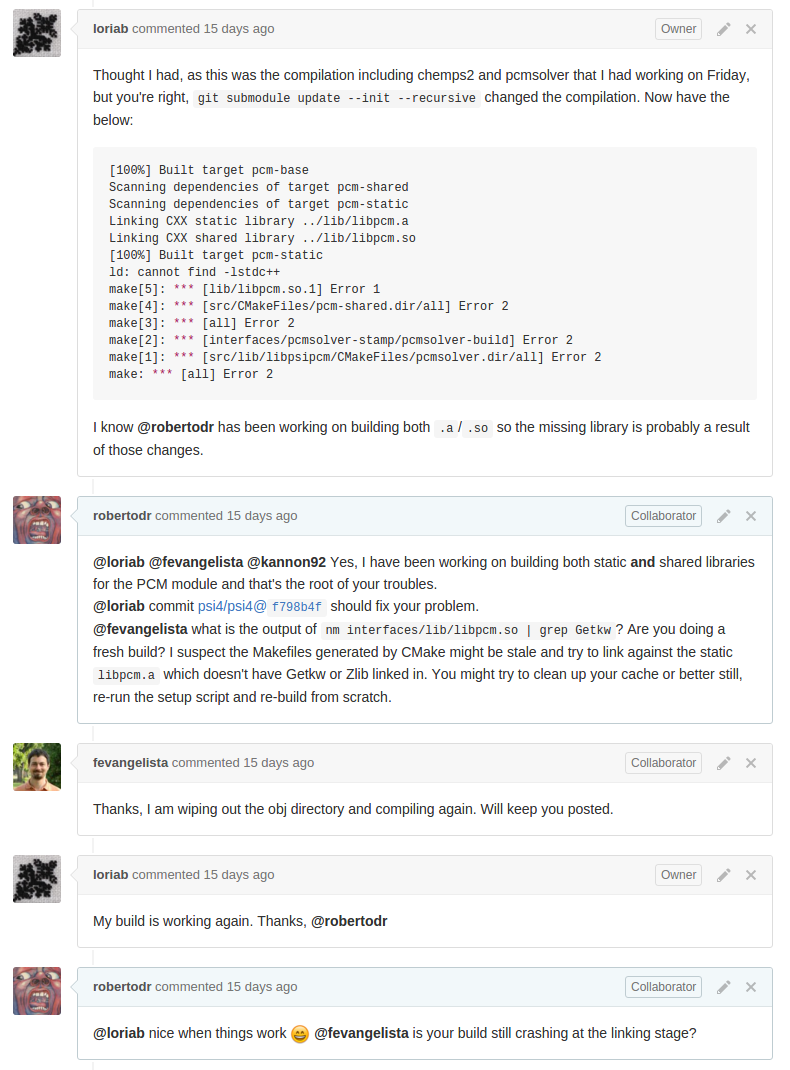 loriab commented 15 days ago Owner
Thought I had, as this was the compilation including chemps2 and pcmsolver that I had working on Friday,
but you're right, git submodule update --init --recursive changed the compilation. Now have the
below:
[100%] Built target pcm-base
Scanning dependencies of target pcm-shared
Scanning dependencies of target pcm-static
Linking CXX static library ../lib/libpcm.a
Linking CXX shared library ../lib/libpcm.so
[100%] Built target pcm-static
ld: cannot find -lstdc++
make[5]: *** [lib/libpcm.so.1] Error 1
make[4]: *** [src/CMakeFiles/pcm-shared.dir/all] Error 2
make[3]: *** [all] Error 2
make[2]: *** [interfaces/pcmsolver-stamp/pcmsolver-build] Error 2
make[1]: *** [src/lib/libpsipcm/CMakeFiles/pcmsolver.dir/all] Error 2
make: *** [all] Error 2
I know @robertodr has been working on building both .a / .so so the missing library is probably a result
of those changes.
robertodr commented 15 days ago Collaborator
@loriab @fevangelista @kannon92 Yes, I have been working on building both static and shared libraries
for the PCM module and that's the root of your troubles.
@loriab commit psi4/psi4@f798b4f should fix your problem.
@fevangelista what is the output of nm interfaces/lib/libpcm.so | grep Getkw ? Are you doing a
fresh build? I suspect the Makefiles generated by CMake might be stale and try to link against the static
libpcm.a which doesn't have Getkw or Zlib linked in. You might try to clean up your cache or better still,
re-run the setup script and re-build from scratch.
fevangelista commented 15 days ago Collaborator
Thanks, I am wiping out the obj directory and compiling again. Will keep you posted.
loriab commented 15 days ago Owner
My build is working again. Thanks, @robertodr
robertodr commented 15 days ago Collaborator
@loriab nice when things work 😄 @fevangelista is your build still crashing at the linking stage?